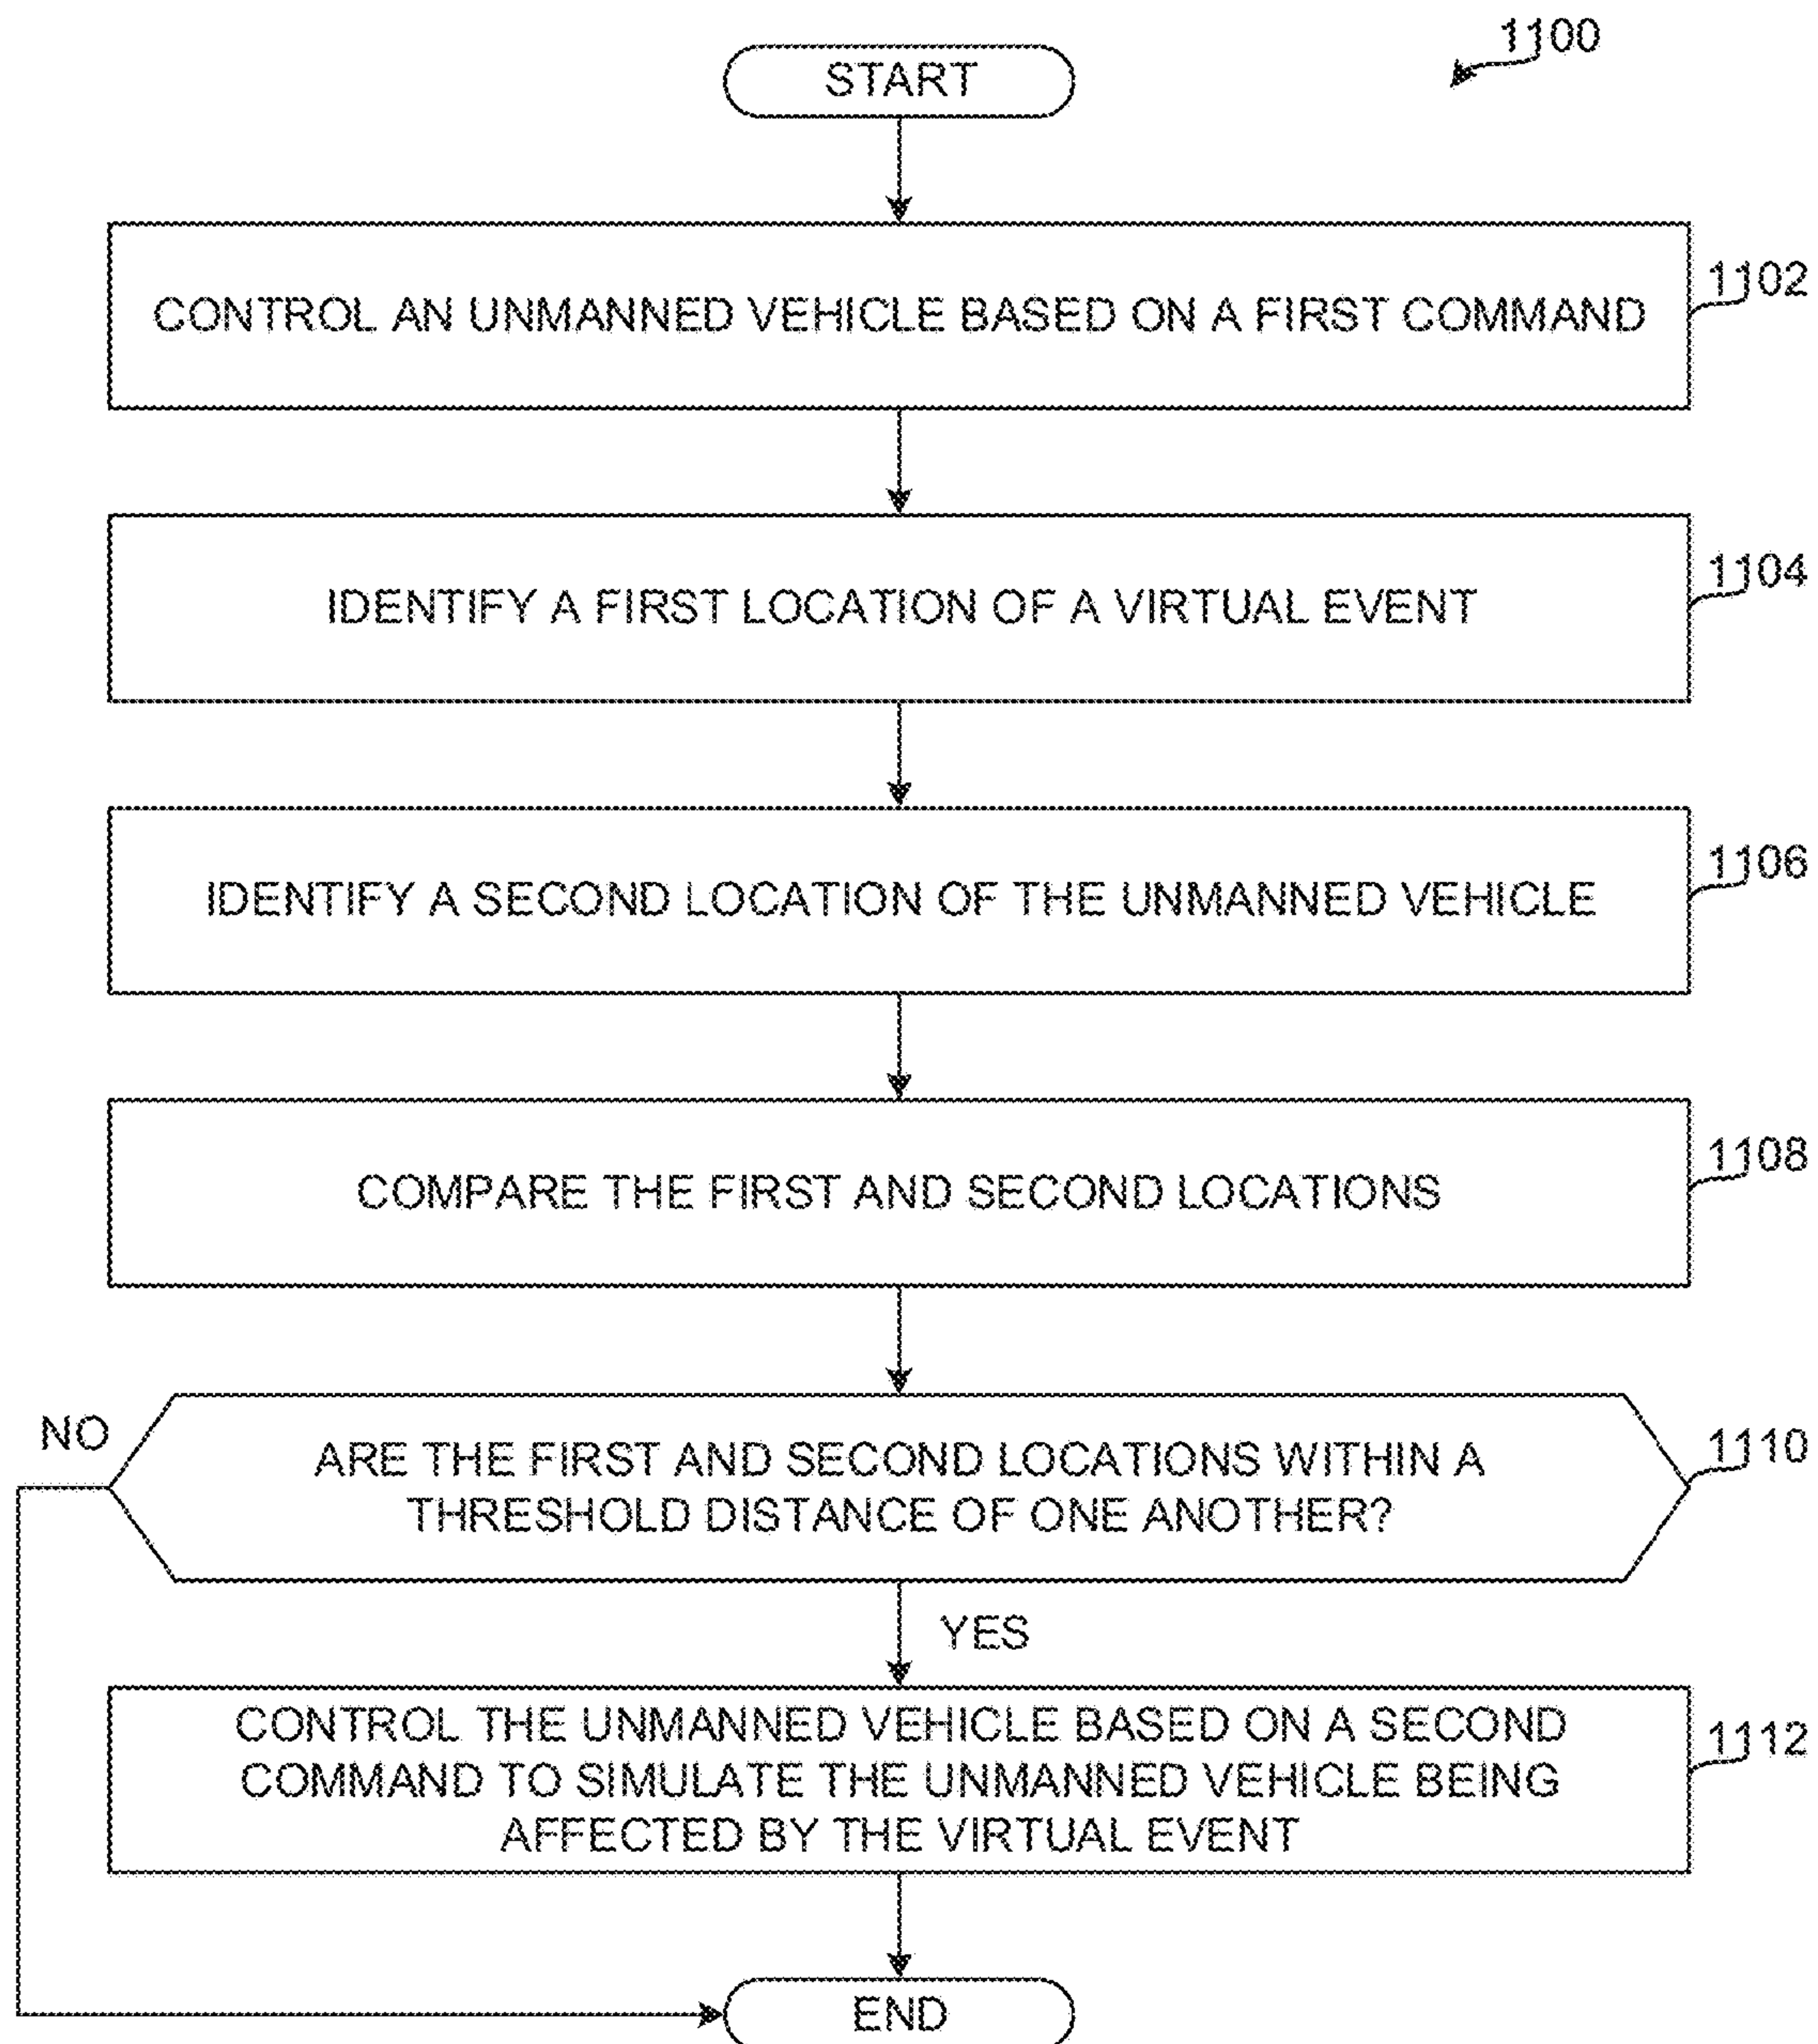 1100
START
CONTROL AN UNMANNED VEHICLE BASED ON A FIRST COMMAND
1102
IDENTIFY A FIRST LOCATION OF A VIRTUAL EVENT
1104
IDENTIFY A SECOND LOCATION OF THE UNMANNED VEHICLE
1106
COMPARE THE FIRST AND SECOND LOCATIONS
1108
NO
ARE THE FIRST AND SECOND LOCATIONS WITHIN A
THRESHOLD DISTANCE OF ONE ANOTHER?
1110
YES
CONTROL THE UNMANNED VEHICLE BASED ON A SECOND
COMMAND TO SIMULATE THE UNMANNED VEHICLE BEING
AFFECTED BY THE VIRTUAL EVENT
1112
END